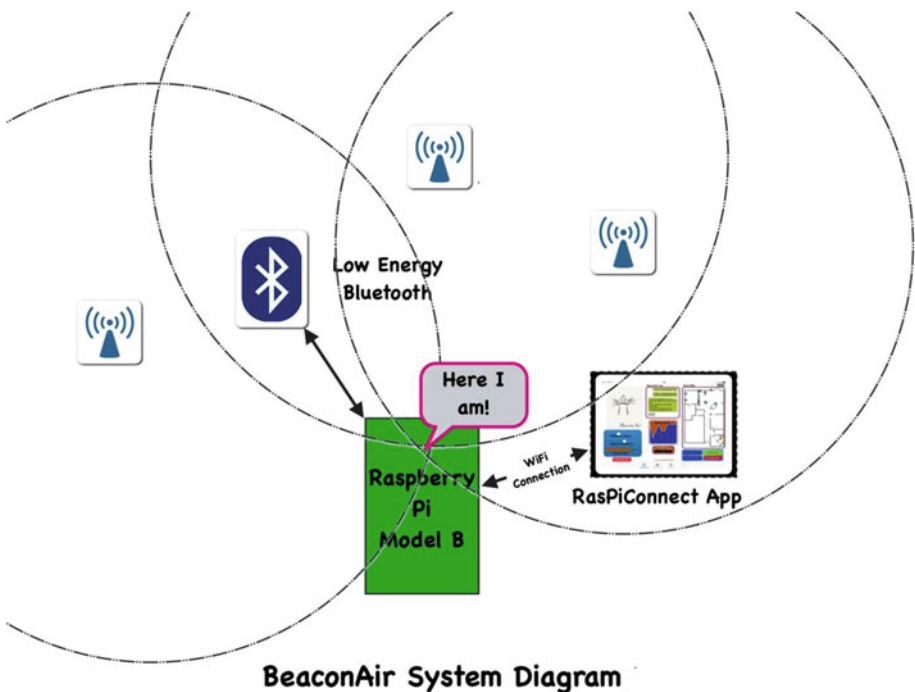 Low Energy
Bluetooth
Here I
am!
Raspberry
Pi
Model B
WiFi
Connection
RasPiConnect App
BeaconAir System Diagram